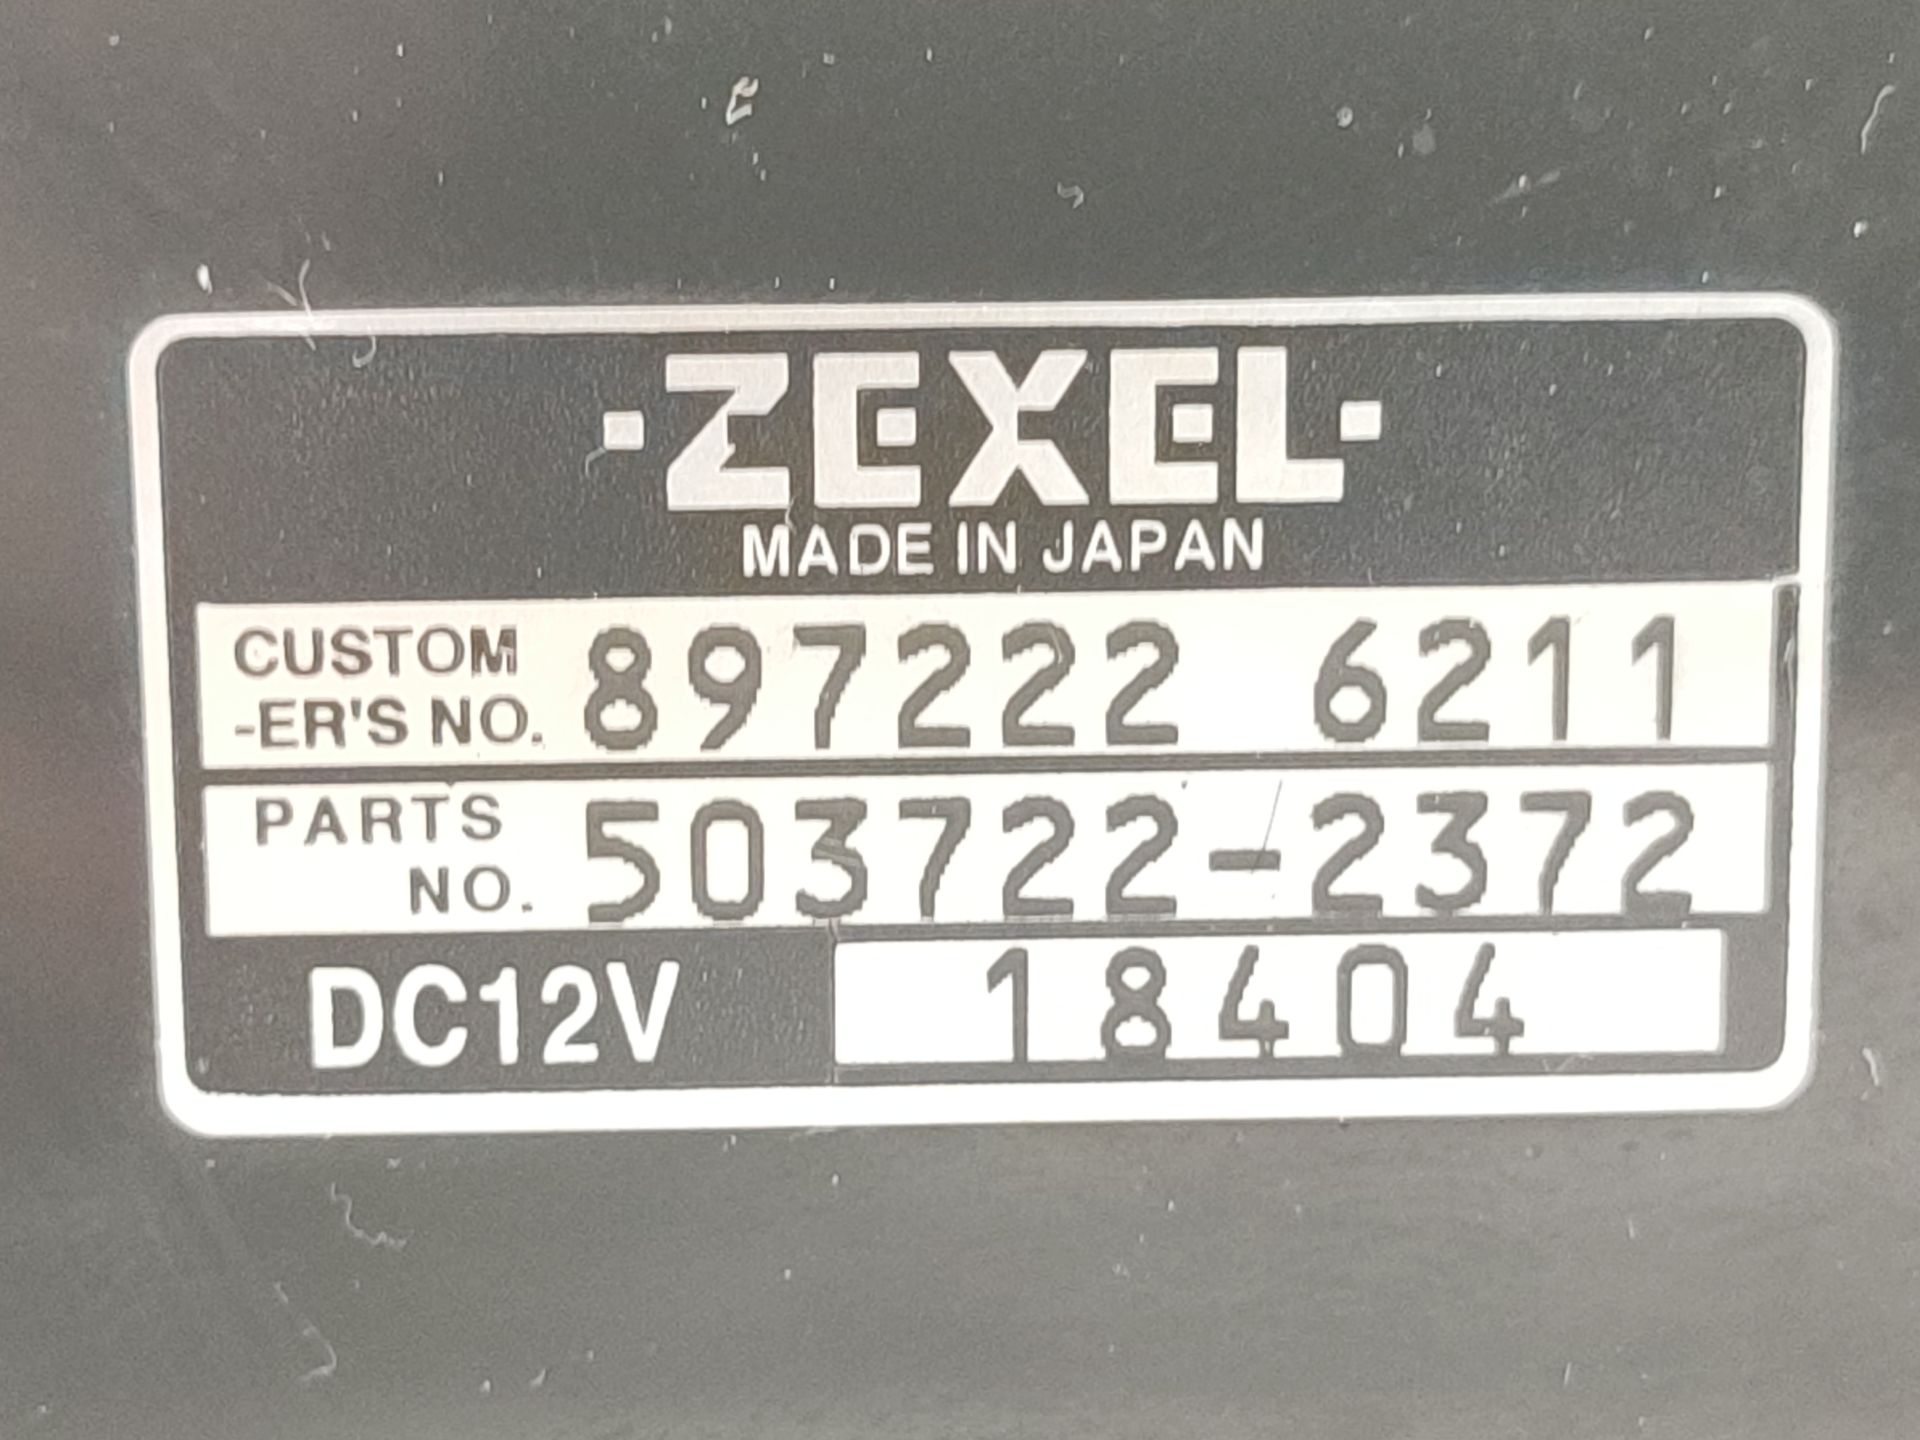 ·ZEXEL·
MADE IN JAPAN
CUSTOM
-ER'S NO. 897222 6211
PARTS
NO. 503722-2372
DC12V 18404